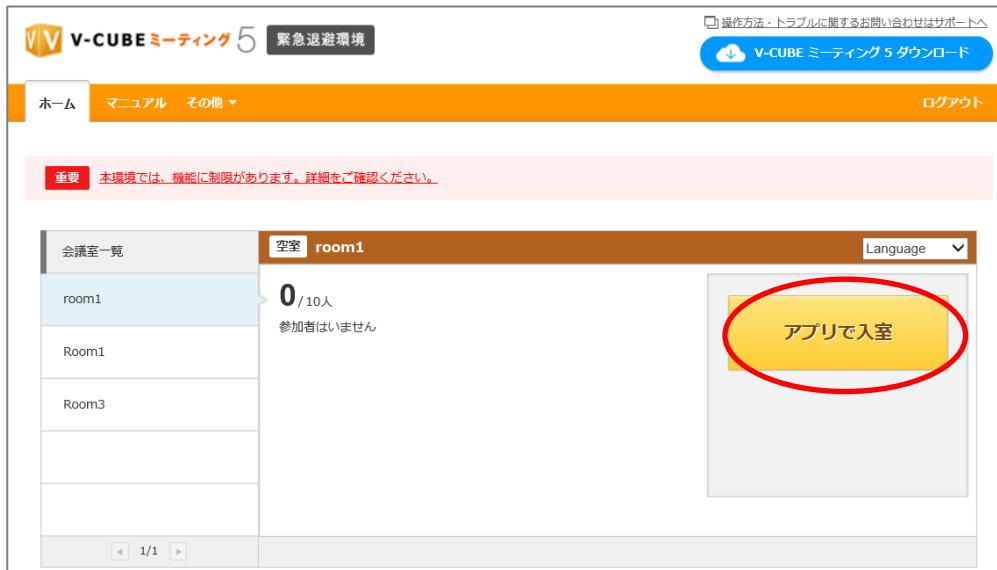 操作方法・トラブルに関するお問い合わせはサポートへ
V-CUBE ミーティング 5 緊急退避環境
V-CUBE ミーティング 5 ダウンロード
ホーム マニュアル その他 ログアウト
重要 本環境では、機能に制限があります。詳細をご確認ください。
会議室一覧 空室 room1 Language
room1 0/10人
参加者はいません
アプリで入室
Room1
Room3
1/1